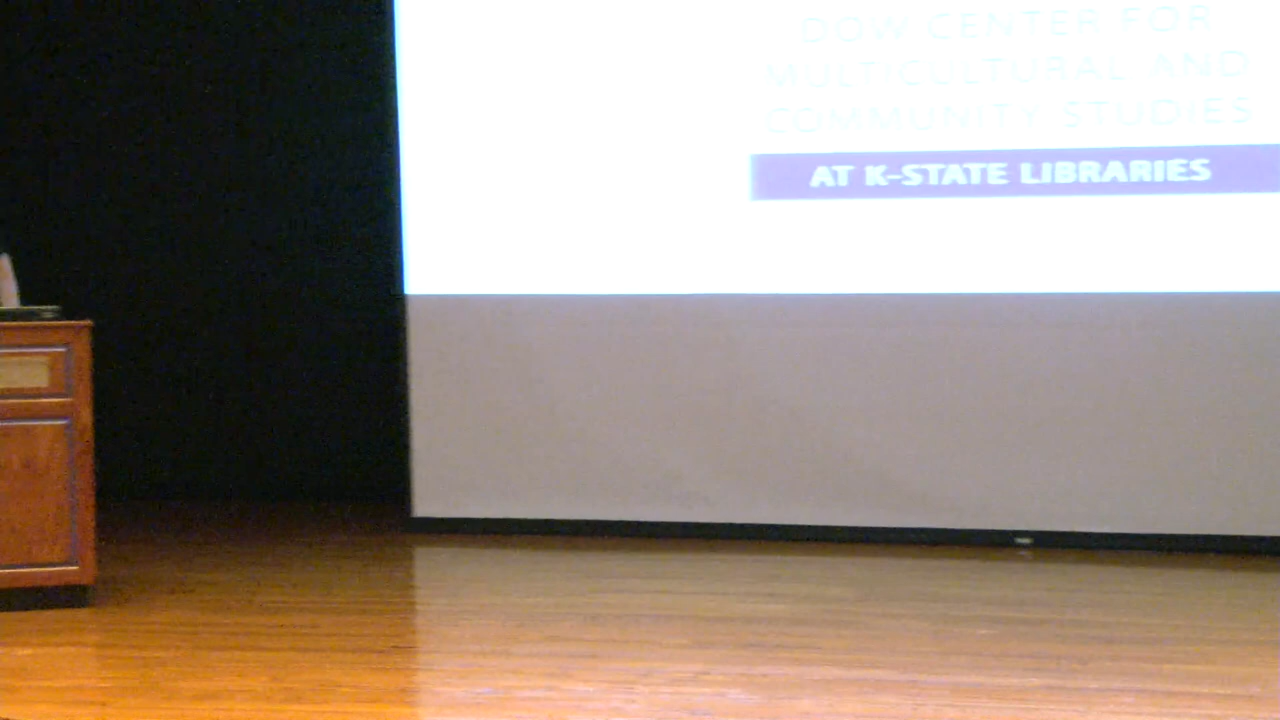 DOW CENTER FOR
MULTICULTURAL AND
COMMUNITY STUDIES
AT K-STATE LIBRARIES